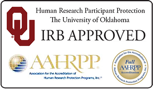 Human Research Participant Protection
The University of Oklahoma
IRB APPROVED
AAHRPP
Association for the Accreditation of
Human Research Protection Programs, Inc.®
Full
AAHRPP